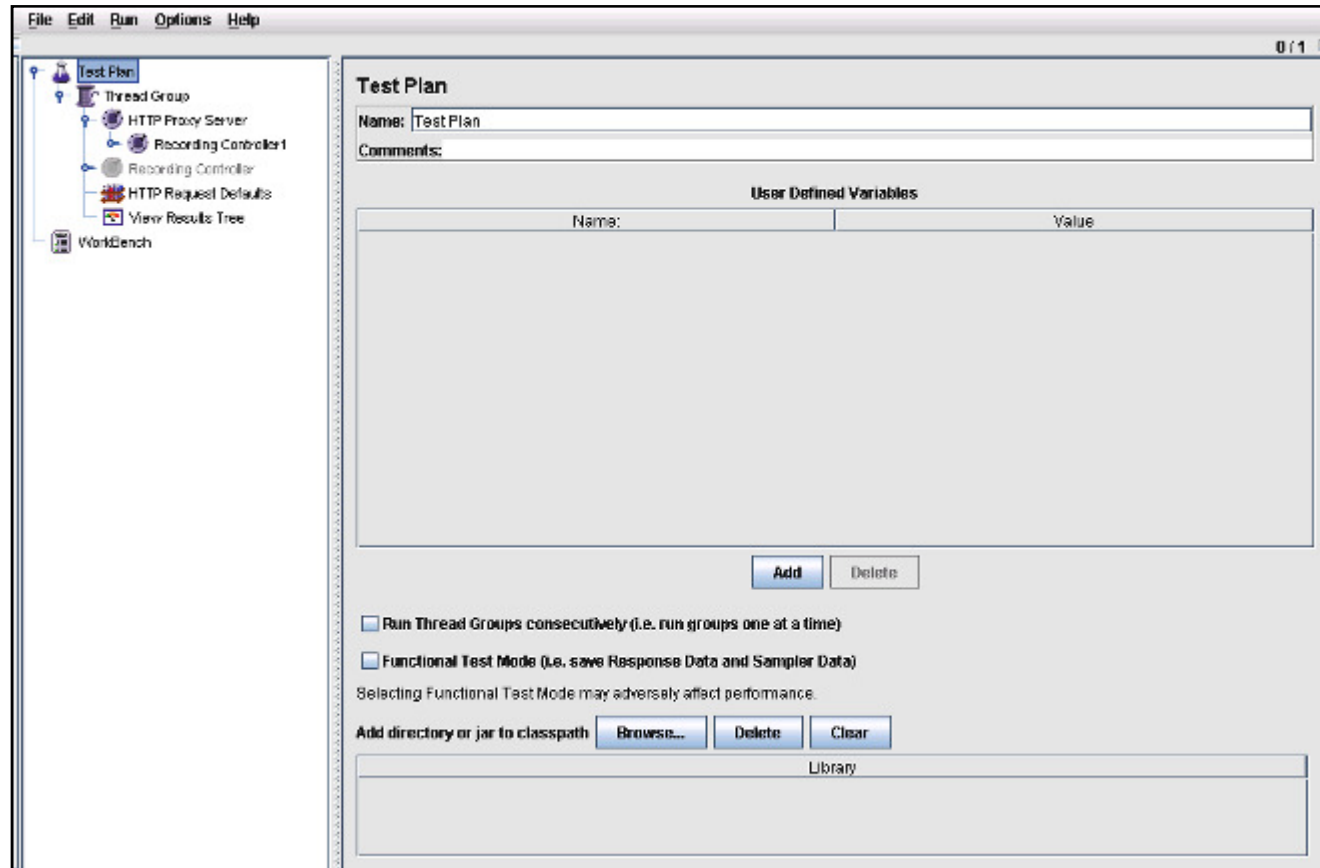 File Edit Run Options Help
0 / 1
Test Plan
Thread Group
HTTP Proxy Server
Recording Controller1
Recording Controller
HTTP Request Defaults
View Results Tree
WorkBench
Test Plan
Name: Test Plan
Comments:
User Defined Variables
Name: Value
Add Delete
Run Thread Groups consecutively (i.e. run groups one at a time)
Functional Test Mode (i.e. save Response Data and Sampler Data)
Selecting Functional Test Mode may adversely affect performance.
Add directory or jar to classpath Browse... Delete Clear
Library